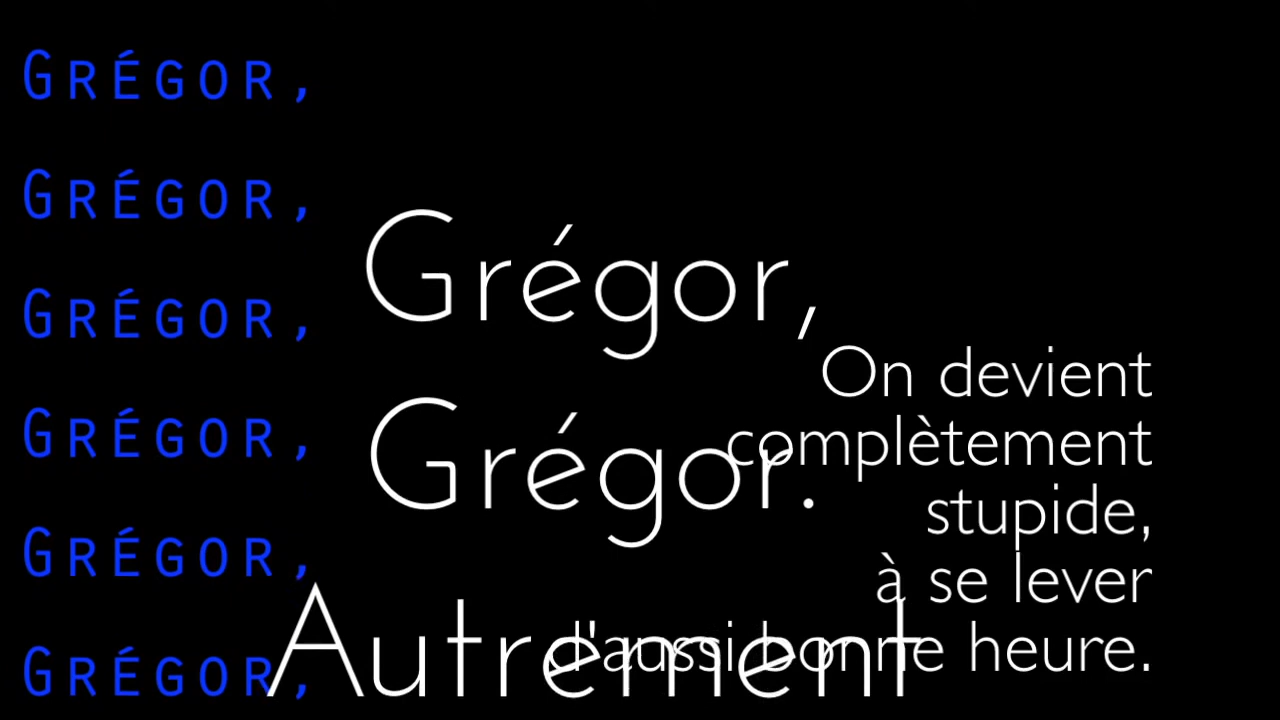 GRÉGOR,
GRÉGOR,
GRÉGOR,
GRÉGOR,
GRÉGOR,
GRÉGOR,
Grégor,
Grégor.
Autrement
On devient
complètement
stupide,
à se lever
d'aussi bonne heure.